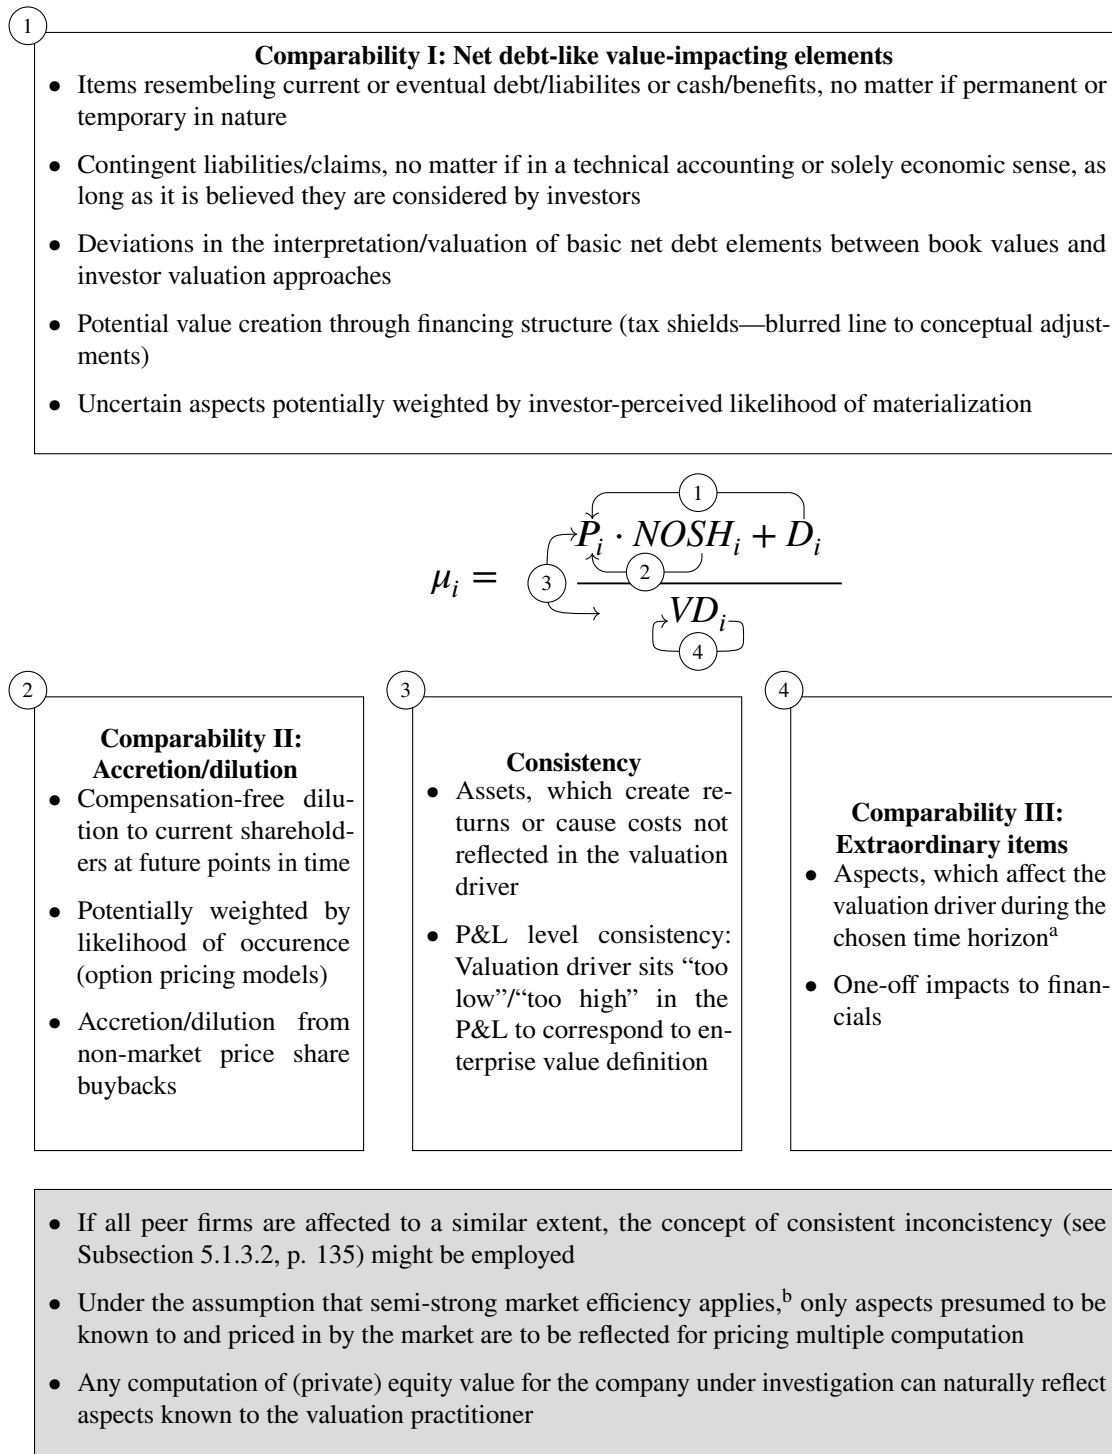 1
Comparability I: Net debt-like value-impacting elements
• Items resembeling current or eventual debt/liabilites or cash/benefits, no matter if permanent or
temporary in nature
• Contingent liabilities/claims, no matter if in a technical accounting or solely economic sense, as
long as it is believed they are considered by investors
• Deviations in the interpretation/valuation of basic net debt elements between book values and
investor valuation approaches
• Potential value creation through financing structure (tax shields—blurred line to conceptual adjust-
ments)
• Uncertain aspects potentially weighted by investor-perceived likelihood of materialization
1
P_i · NOSH_i + D_i
μ_i =
3
2
VD_i
4
2
Comparability II:
Accretion/dilution
• Compensation-free dilu-
tion to current sharehold-
ers at future points in time
• Potentially weighted by
likelihood of occurence
(option pricing models)
• Accretion/dilution from
non-market price share
buybacks
3
Consistency
• Assets, which create re-
turns or cause costs not
reflected in the valuation
driver
• P&L level consistency:
Valuation driver sits “too
low”/“too high” in the
P&L to correspond to en-
terprise value definition
4
Comparability III:
Extraordinary items
• Aspects, which affect the
valuation driver during the
chosen time horizon^a
• One-off impacts to finan-
cials
• If all peer firms are affected to a similar extent, the concept of consistent inconcistency (see
Subsection 5.1.3.2, p. 135) might be employed
• Under the assumption that semi-strong market efficiency applies,^b only aspects presumed to be
known to and priced in by the market are to be reflected for pricing multiple computation
• Any computation of (private) equity value for the company under investigation can naturally reflect
aspects known to the valuation practitioner